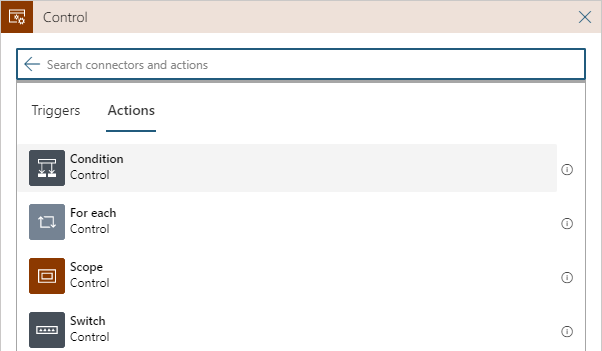 Control
Search connectors and actions
Triggers Actions
Condition
Control
For each
Control
Scope
Control
Switch
Control